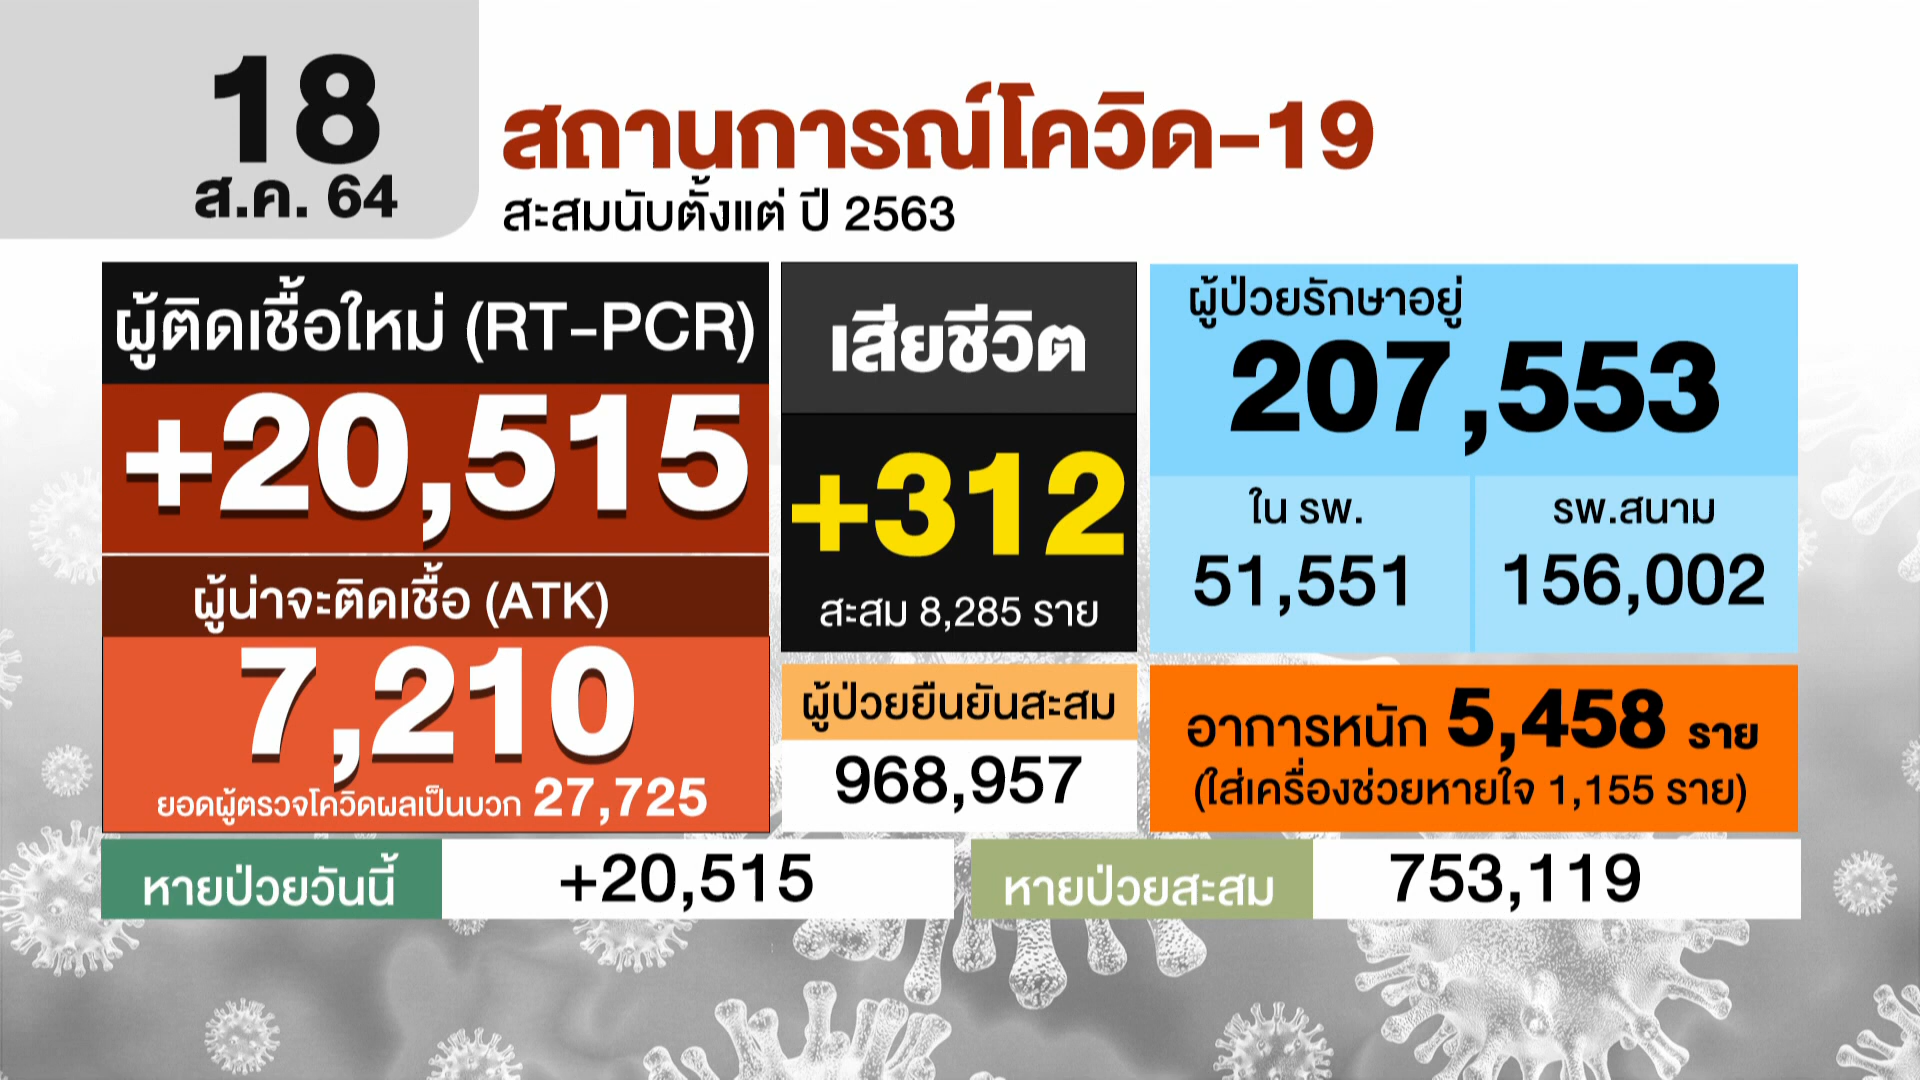 18
ส.ค. 64
สถานการณ์โควิด-19
สะสมนับตั้งแต่ ปี 2563
ผู้ติดเชื้อใหม่ (RT-PCR)
+20,515
ผู้น่าจะติดเชื้อ (ATK)
7,210
ยอดผู้ตรวจโควิดผลเป็นบวก 27,725
เสียชีวิต
+312
สะสม 8,285 ราย
ผู้ป่วยยืนยันสะสม
968,957
ผู้ป่วยรักษาอยู่
207,553
ใน รพ.
51,551
รพ.สนาม
156,002
อาการหนัก 5,458 ราย
(ใส่เครื่องช่วยหายใจ 1,155 ราย)
หายป่วยวันนี้
+20,515
หายป่วยสะสม
753,119